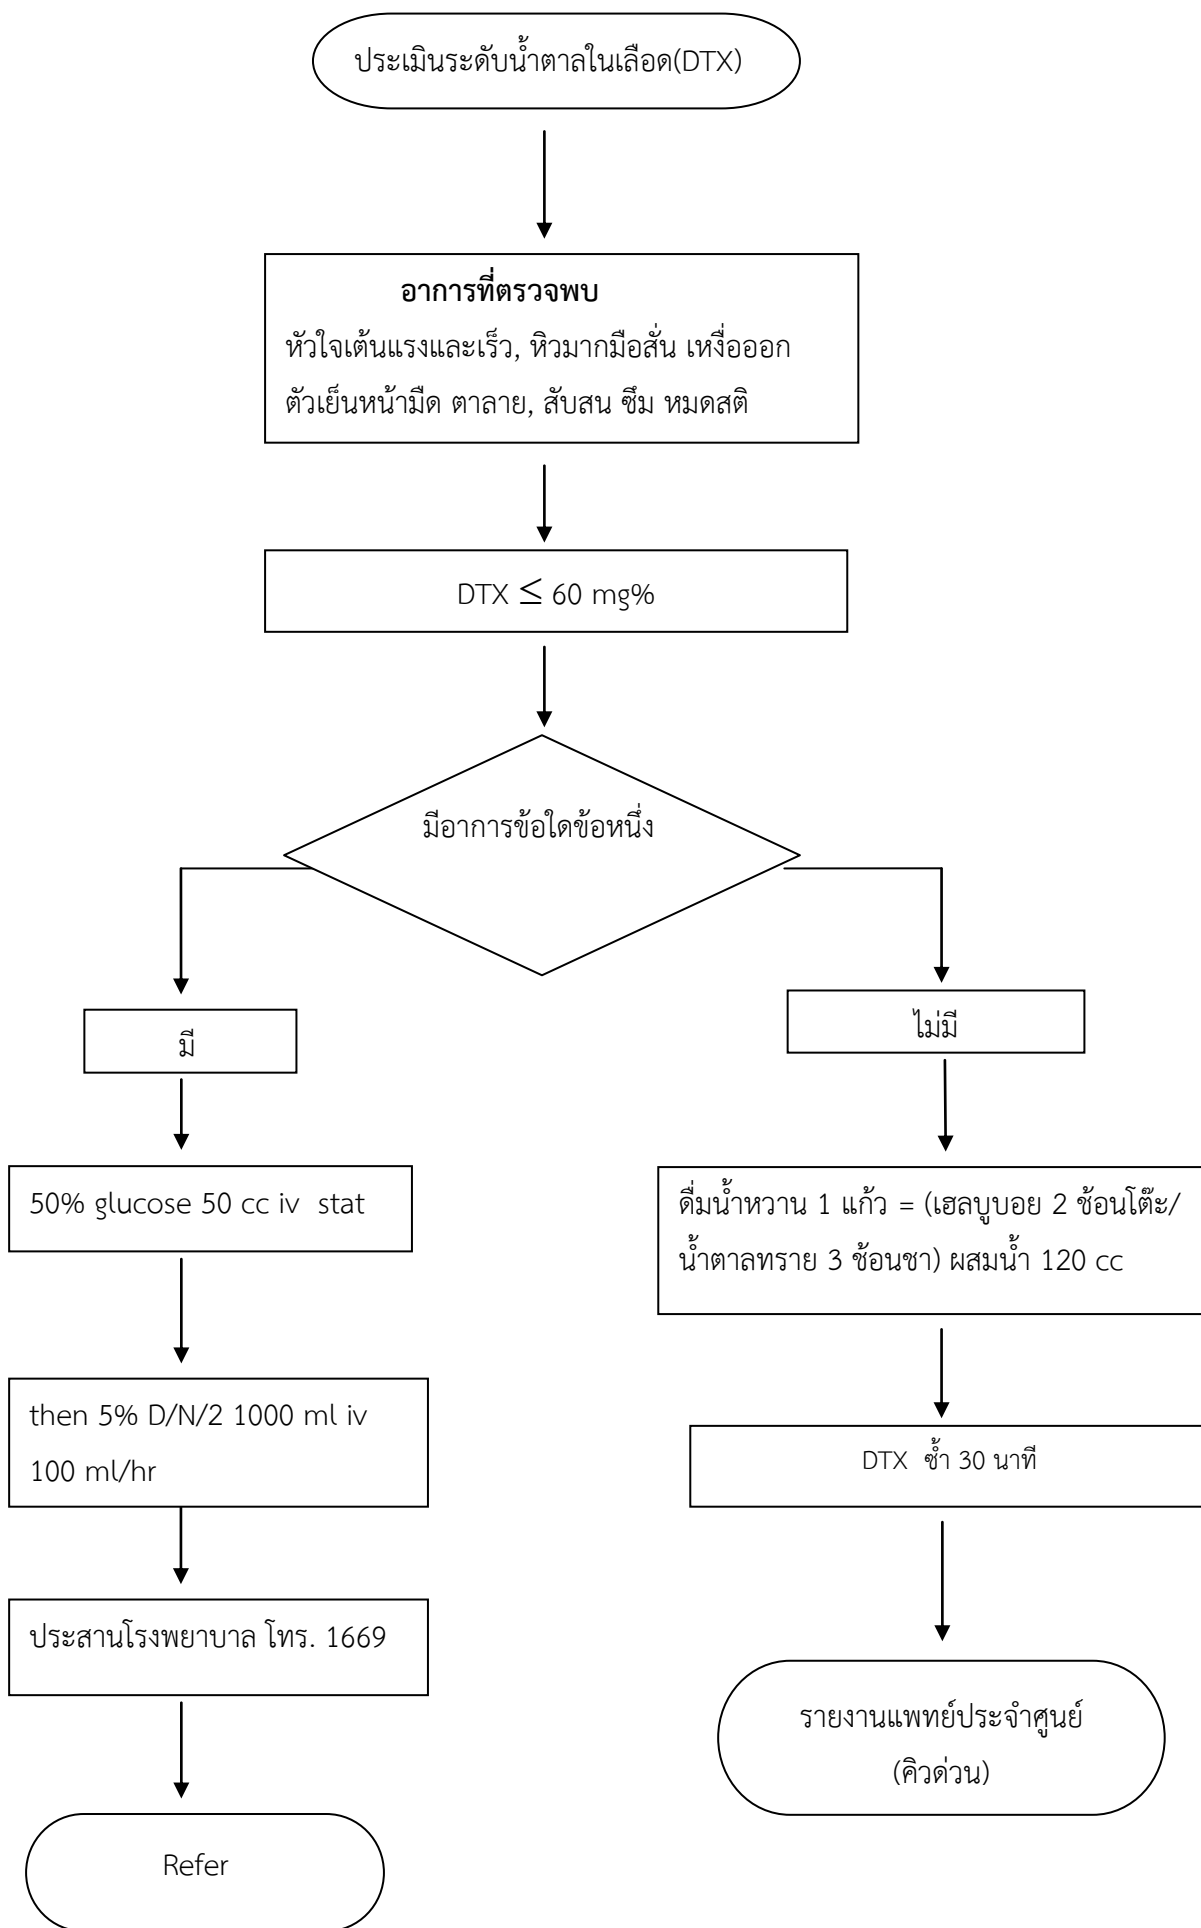 ประเมินระดับน้ำตาลในเลือด(DTX)
อาการที่ตรวจพบ
หัวใจเต้นแรงและเร็ว, หิวมากมือสั่น เหงื่อออก
ตัวเย็นหน้ามืด ตาลาย, สับสน ซึม หมดสติ
DTX ≤ 60 mg%
มีอาการข้อใดข้อหนึ่ง
มี
50% glucose 50 cc iv stat
then 5% D/N/2 1000 ml iv
100 ml/hr
ประสานโรงพยาบาล โทร. 1669
Refer
ไม่มี
ดื่มน้ำหวาน 1 แก้ว = (เฮลบูบอย 2 ช้อนโต๊ะ/
น้ำตาลทราย 3 ช้อนชา) ผสมน้ำ 120 cc
DTX ซ้ำ 30 นาที
รายงานแพทย์ประจำศูนย์
(คิวด่วน)